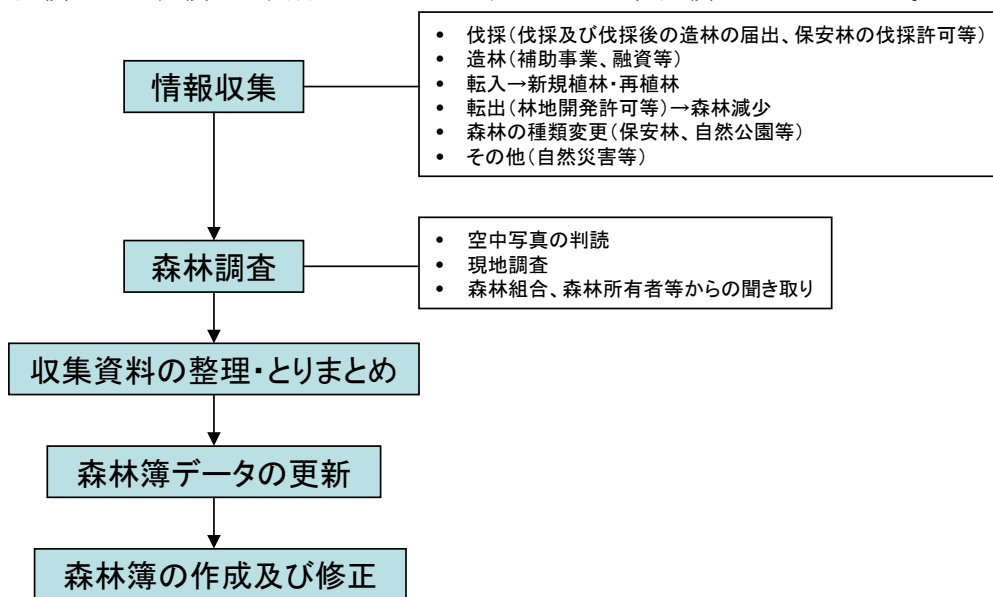 情報収集
• 伐採(伐採及び伐採後の造林の届出、保安林の伐採許可等)
• 造林(補助事業、融資等)
• 転入→新規植林・再植林
• 転出(林地開発許可等)→森林減少
• 森林の種類変更(保安林、自然公園等)
• その他(自然災害等)
森林調査
• 空中写真の判読
• 現地調査
• 森林組合、森林所有者等からの聞き取り
収集資料の整理・とりまとめ
森林簿データの更新
森林簿の作成及び修正